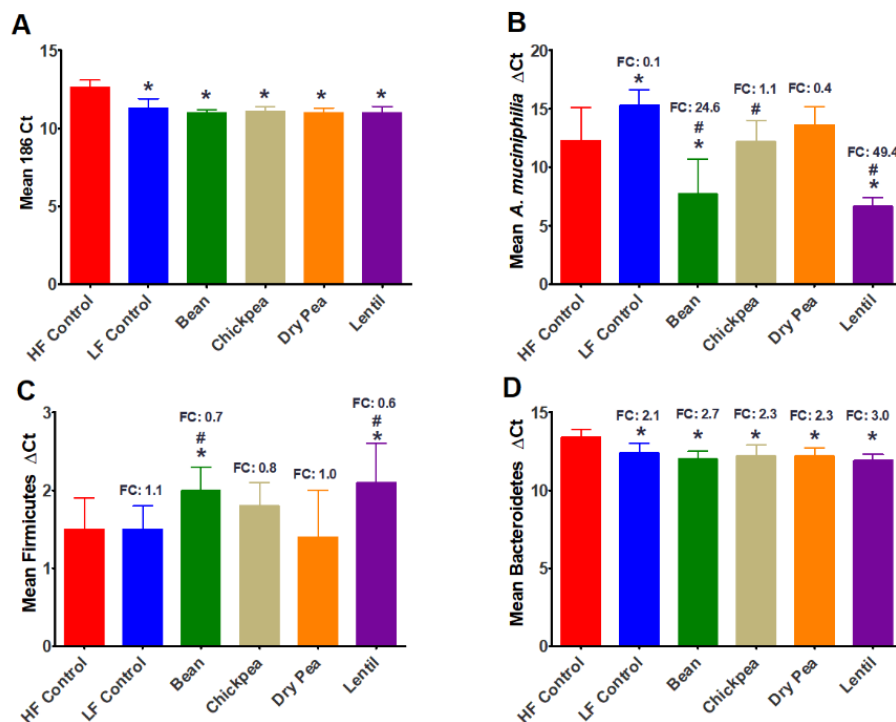 A
Mean 186 Ct
15
10
5
0
* * * * *
HF Control
LF Control
Bean
Chickpea
Dry Pea
Lentil
B
Mean A. muciniphilia ΔCt
20
15
10
5
0
FC: 0.1
*
FC: 24.6
#
*
FC: 1.1
#
FC: 0.4
FC: 49.4
#
*
HF Control
LF Control
Bean
Chickpea
Dry Pea
Lentil
C
Mean Firmicutes ΔCt
3
2
1
0
FC: 1.1
FC: 0.7
#
*
FC: 0.8
FC: 1.0
FC: 0.6
#
*
HF Control
LF Control
Bean
Chickpea
Dry Pea
Lentil
D
Mean Bacteroidetes ΔCt
15
10
5
0
FC: 2.1
*
FC: 2.7
*
FC: 2.3
*
FC: 2.3
*
FC: 3.0
*
HF Control
LF Control
Bean
Chickpea
Dry Pea
Lentil